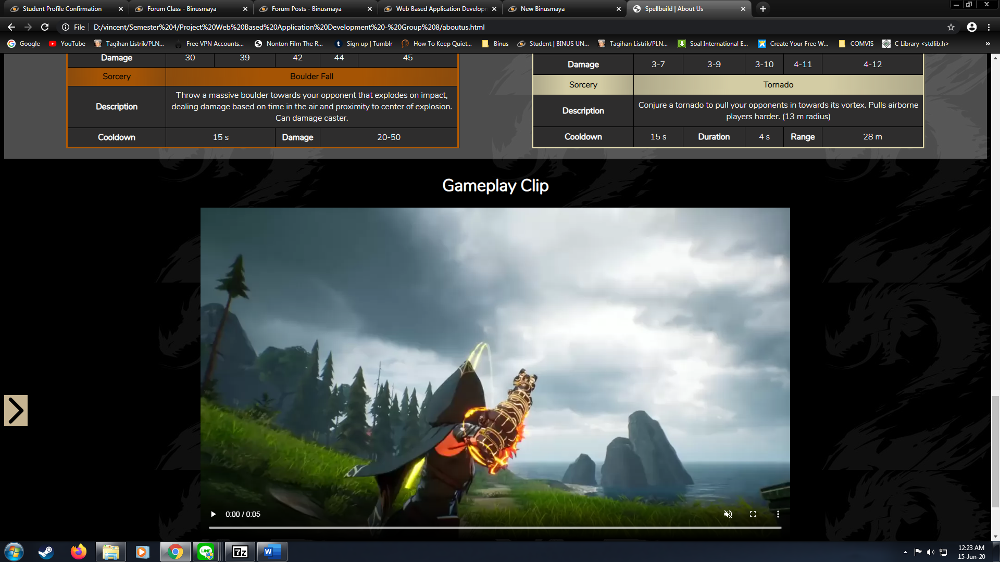 Student Profile Confirmation
Forum Class - Binusmaya
Forum Posts - Binusmaya
Web Based Application Develop
New Binusmaya
Spellbuild | About Us
File
D:/vincent/Semester%204/Project%20Web%20Based%20Application%20Development%20-%20Group%208/aboutus.html
Google
YouTube
Tagihan Listrik/PLN...
Free VPN Accounts...
Nonton Film The R...
Sign up | Tumblr
How To Keep Quiet...
Binus
Student | BINUS UN...
Tagihan Listrik/PLN...
Soal International E...
Create Your Free W...
COMVIS
C Library <stdlib.h>
»
Damage 30 39 42 44 45
Sorcery Boulder Fall
Description
Throw a massive boulder towards your opponent that explodes on impact,
dealing damage based on time in the air and proximity to center of explosion.
Can damage caster.
Cooldown 15 s Damage 20-50
Damage 3-7 3-9 3-10 4-11 4-12
Sorcery Tornado
Description
Conjure a tornado to pull your opponents in towards its vortex. Pulls airborne
players harder. (13 m radius)
Cooldown 15 s Duration 4 s Range 28 m
Gameplay Clip
0:00 / 0:05
LINE
7z
W
12:23 AM
15-Jun-20